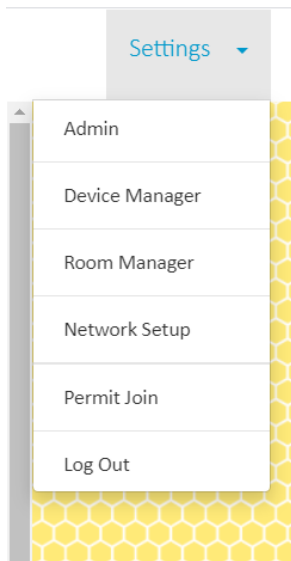 Settings
Admin
Device Manager
Room Manager
Network Setup
Permit Join
Log Out